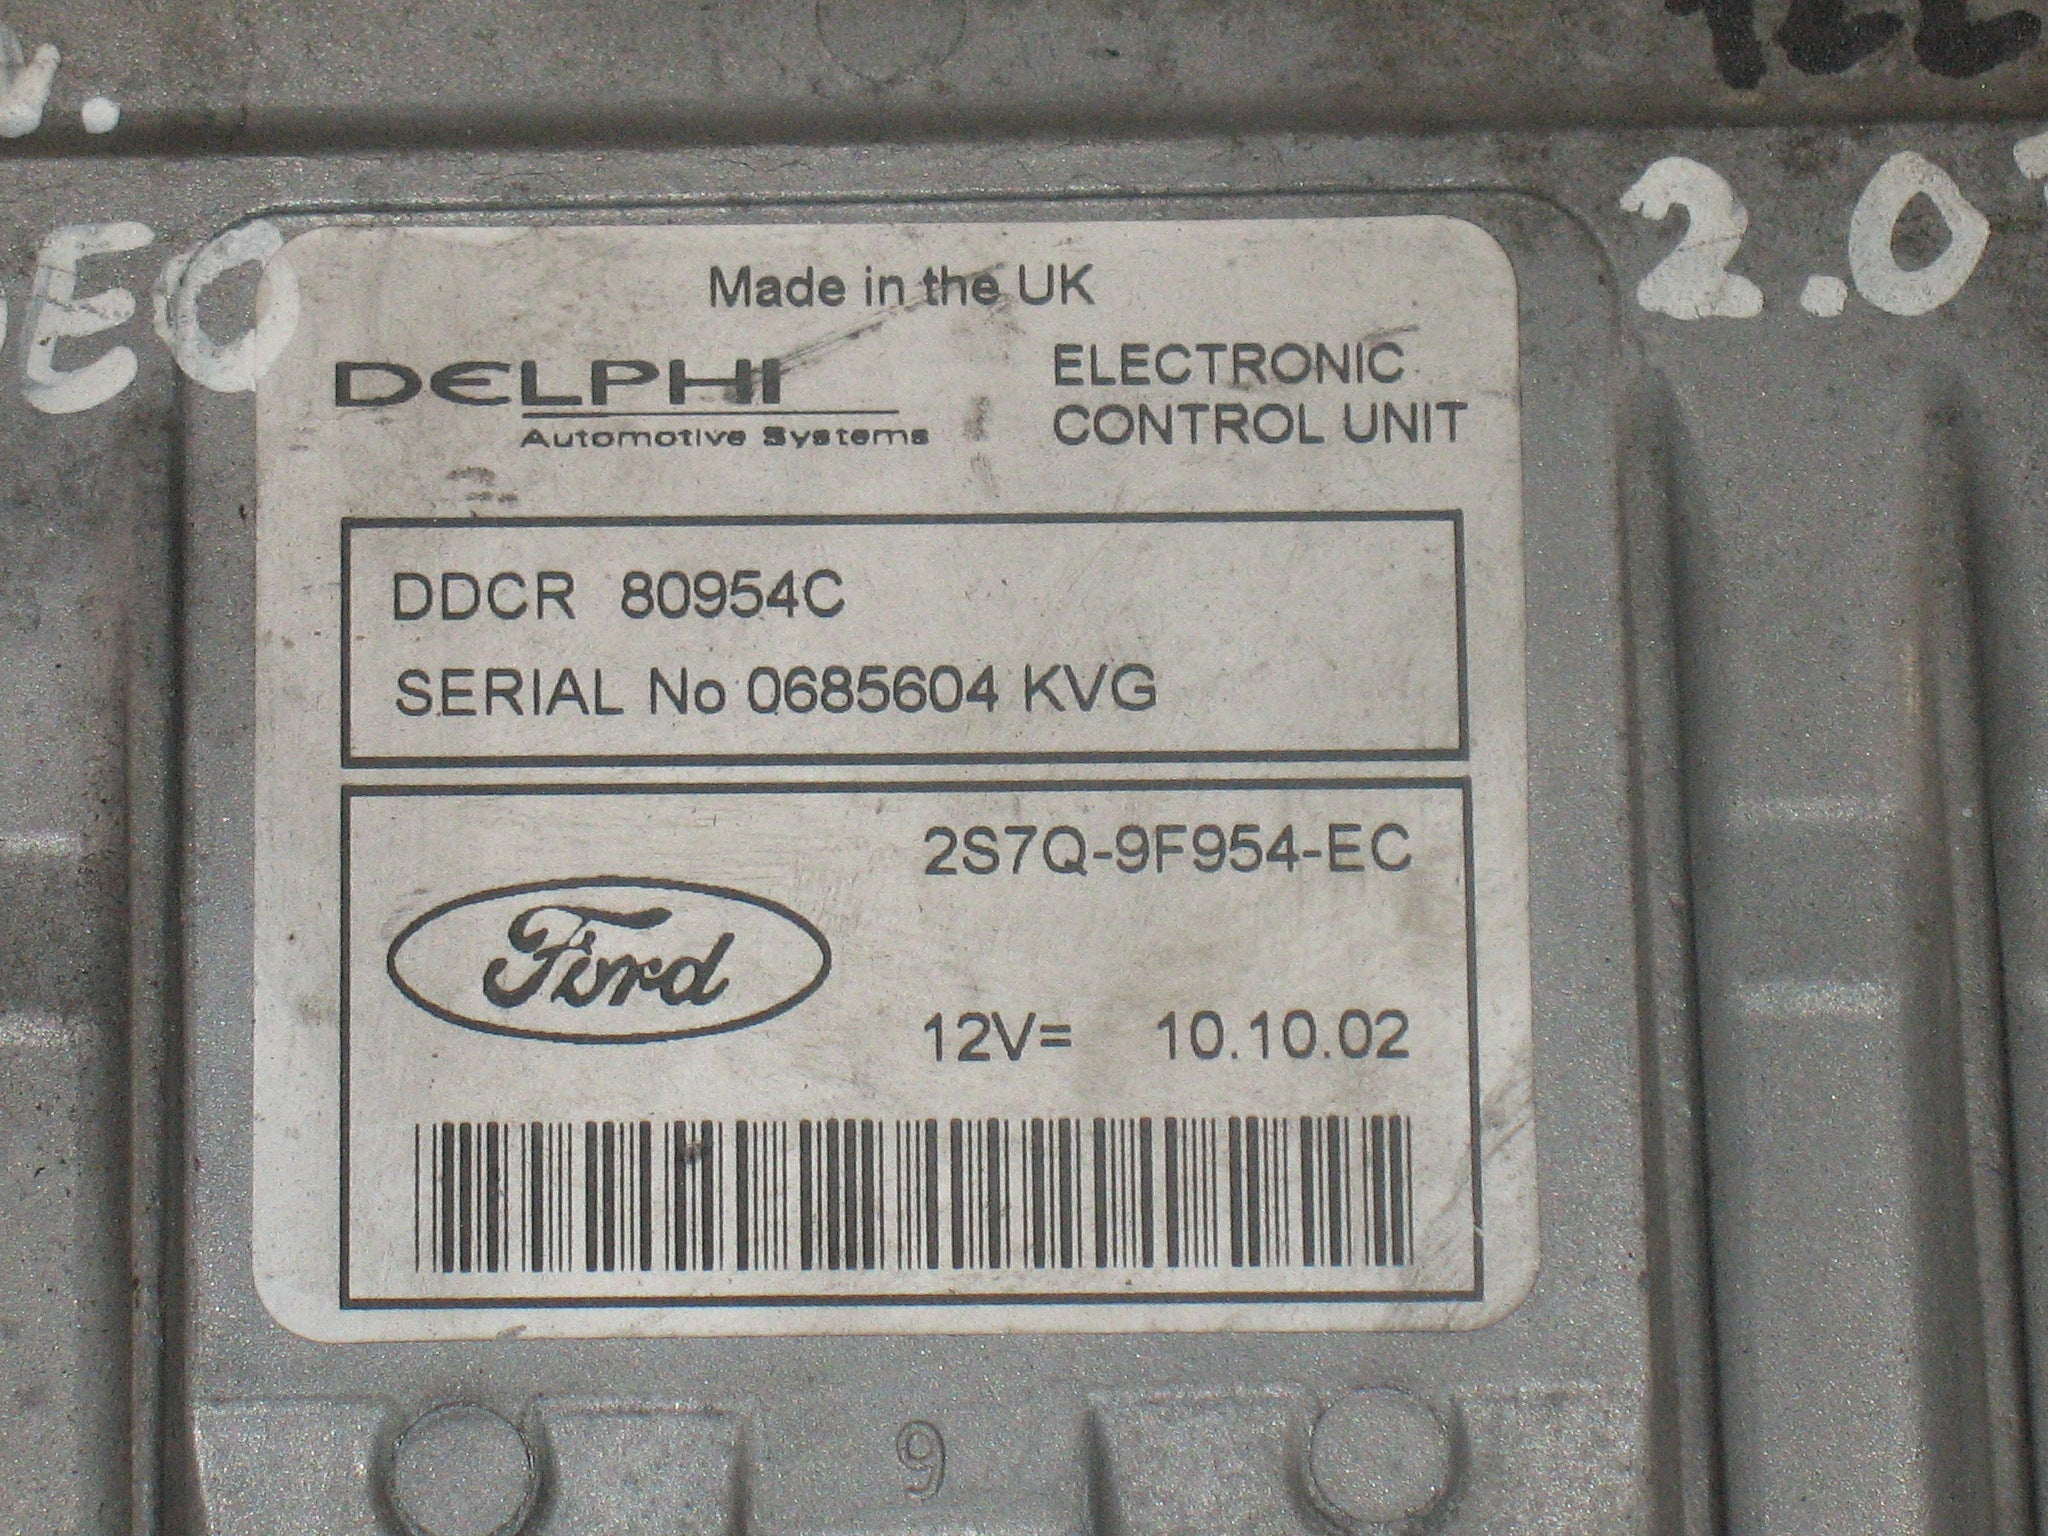 Made in the UK
DELPHI
Automotive Systems
ELECTRONIC
CONTROL UNIT
2.0
DDCR 80954C
SERIAL No 0685604 KVG
2S7Q-9F954-EC
Ford
12V= 10.10.02
9